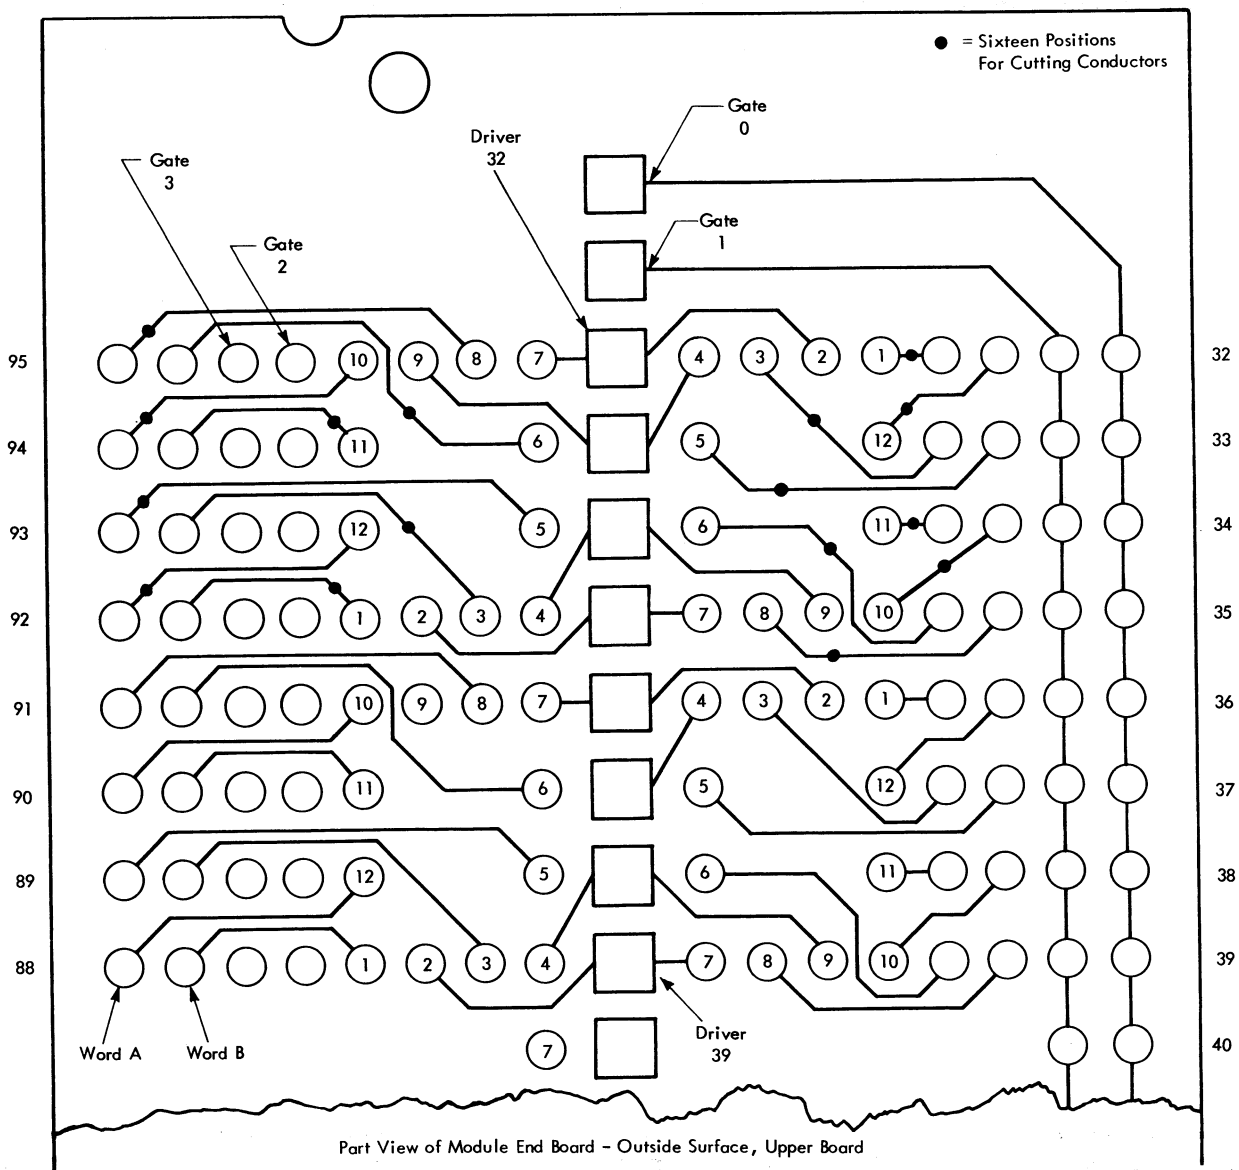 = Sixteen Positions
For Cutting Conductors
Gate
0
Driver
32
Gate
3
Gate
1
Gate
2
95 10 9 8 7 4 3 2 1 32
94 11 6 5 12 33
93 12 5 6 11 34
92 1 2 3 4 7 8 9 10 35
91 10 9 8 7 4 3 2 1 36
90 11 6 5 12 37
89 12 5 6 11 38
88 1 2 3 4 7 8 9 10 39
Word A Word B
Driver
39
7 40
Part View of Module End Board – Outside Surface, Upper Board